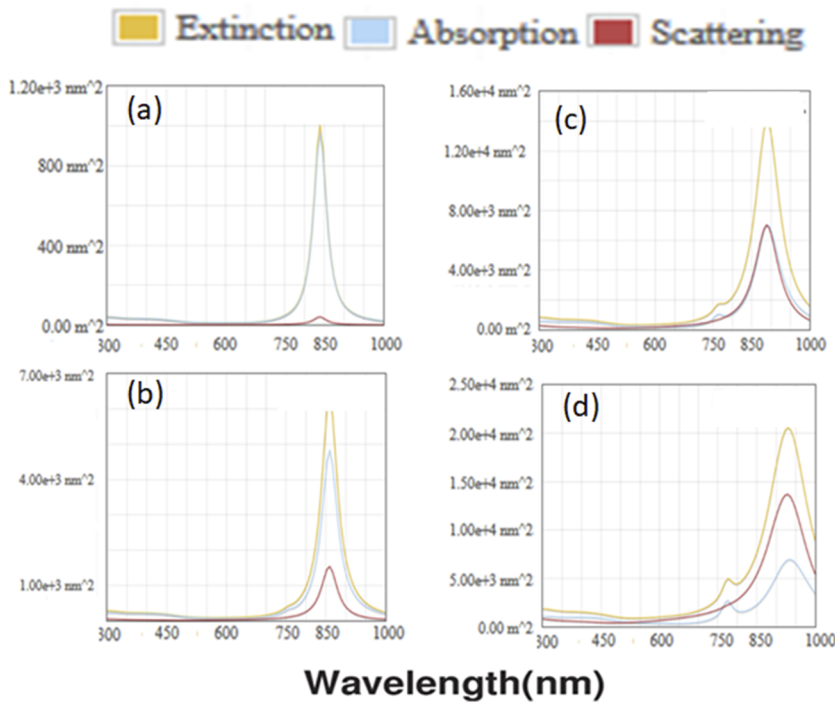 Extinction Absorption Scattering
(a)
1.20e+3 nm^2
800 nm^2
400 nm^2
0.00 m^2
300 450 600 750 850 1000
(c)
1.60e+4 nm^2
1.20e+4 nm^2
8.00e+3 nm^2
4.00e+3 nm^2
0.00 m^2
300 450 600 750 850 1000
(b)
7.00e+3 nm^2
4.00e+3 nm^2
1.00e+3 nm^2
300 450 600 750 850 1000
(d)
2.50e+4 nm^2
2.00e+4 nm^2
1.50e+4 nm^2
1.00e+4 nm^2
5.00e+3 nm^2
0.00 m^2
300 450 600 750 850 1000
Wavelength(nm)